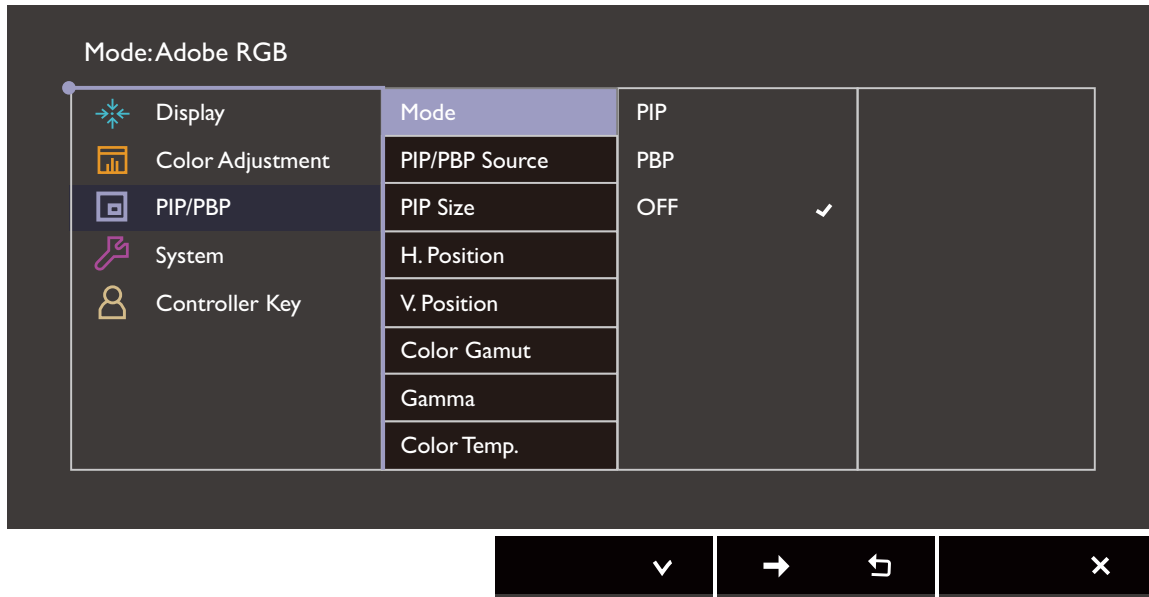 Mode: Adobe RGB
Display
Color Adjustment
PIP/PBP
System
Controller Key
Mode
PIP/PBP Source
PIP Size
H. Position
V. Position
Color Gamut
Gamma
Color Temp.
PIP
PBP
OFF